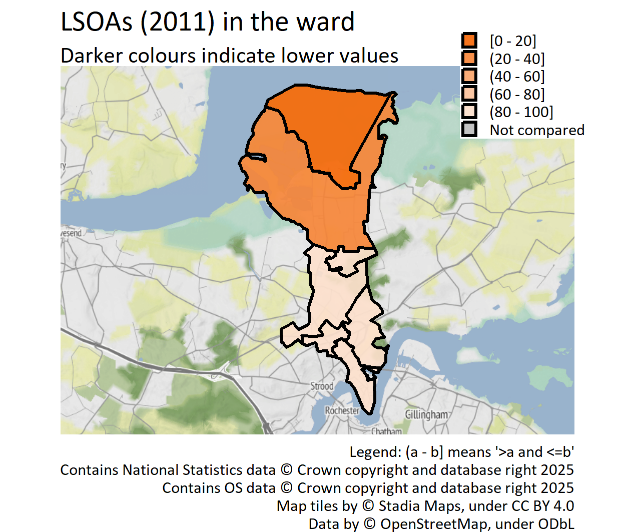 LSOAs (2011) in the ward
Darker colours indicate lower values
[0 - 20]
(20 - 40]
(40 - 60]
(60 - 80]
(80 - 100]
Not compared
ry
vesend
Strood
Rochester
Gillingham
Chatham
Legend: (a - b] means '>a and <=b'
Contains National Statistics data © Crown copyright and database right 2025
Contains OS data © Crown copyright and database right 2025
Map tiles by © Stadia Maps, under CC BY 4.0
Data by © OpenStreetMap, under ODbL